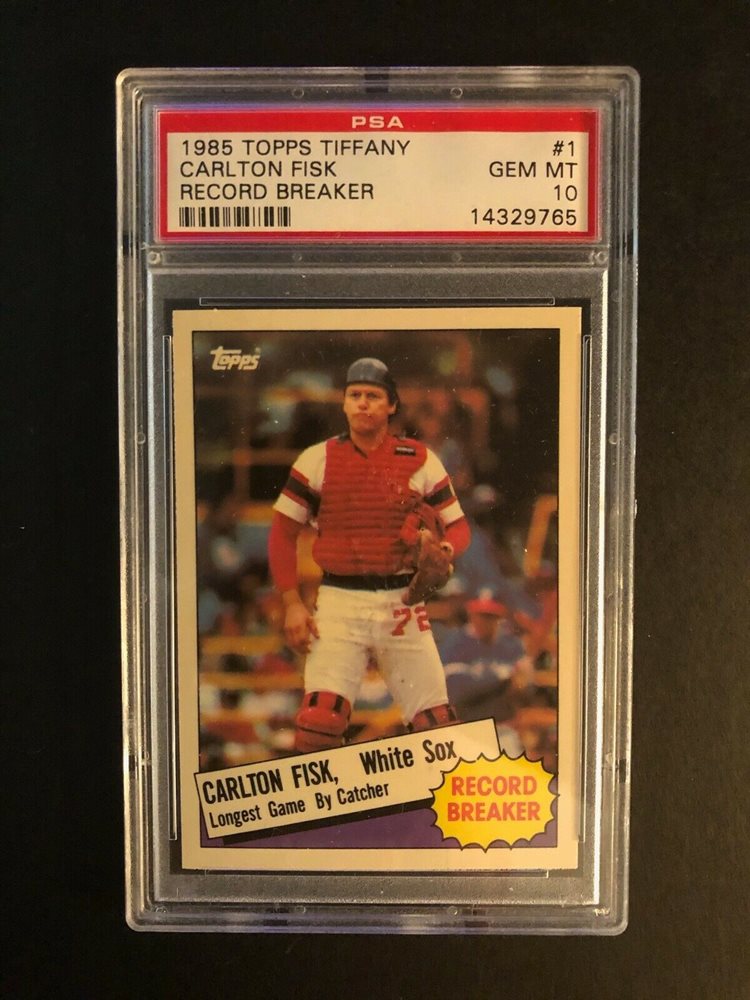 PSA
1985 TOPPS TIFFANY #1
CARLTON FISK GEM MT
RECORD BREAKER 10
14329765
topps
72
CARLTON FISK, White Sox
Longest Game By Catcher
RECORD
BREAKER